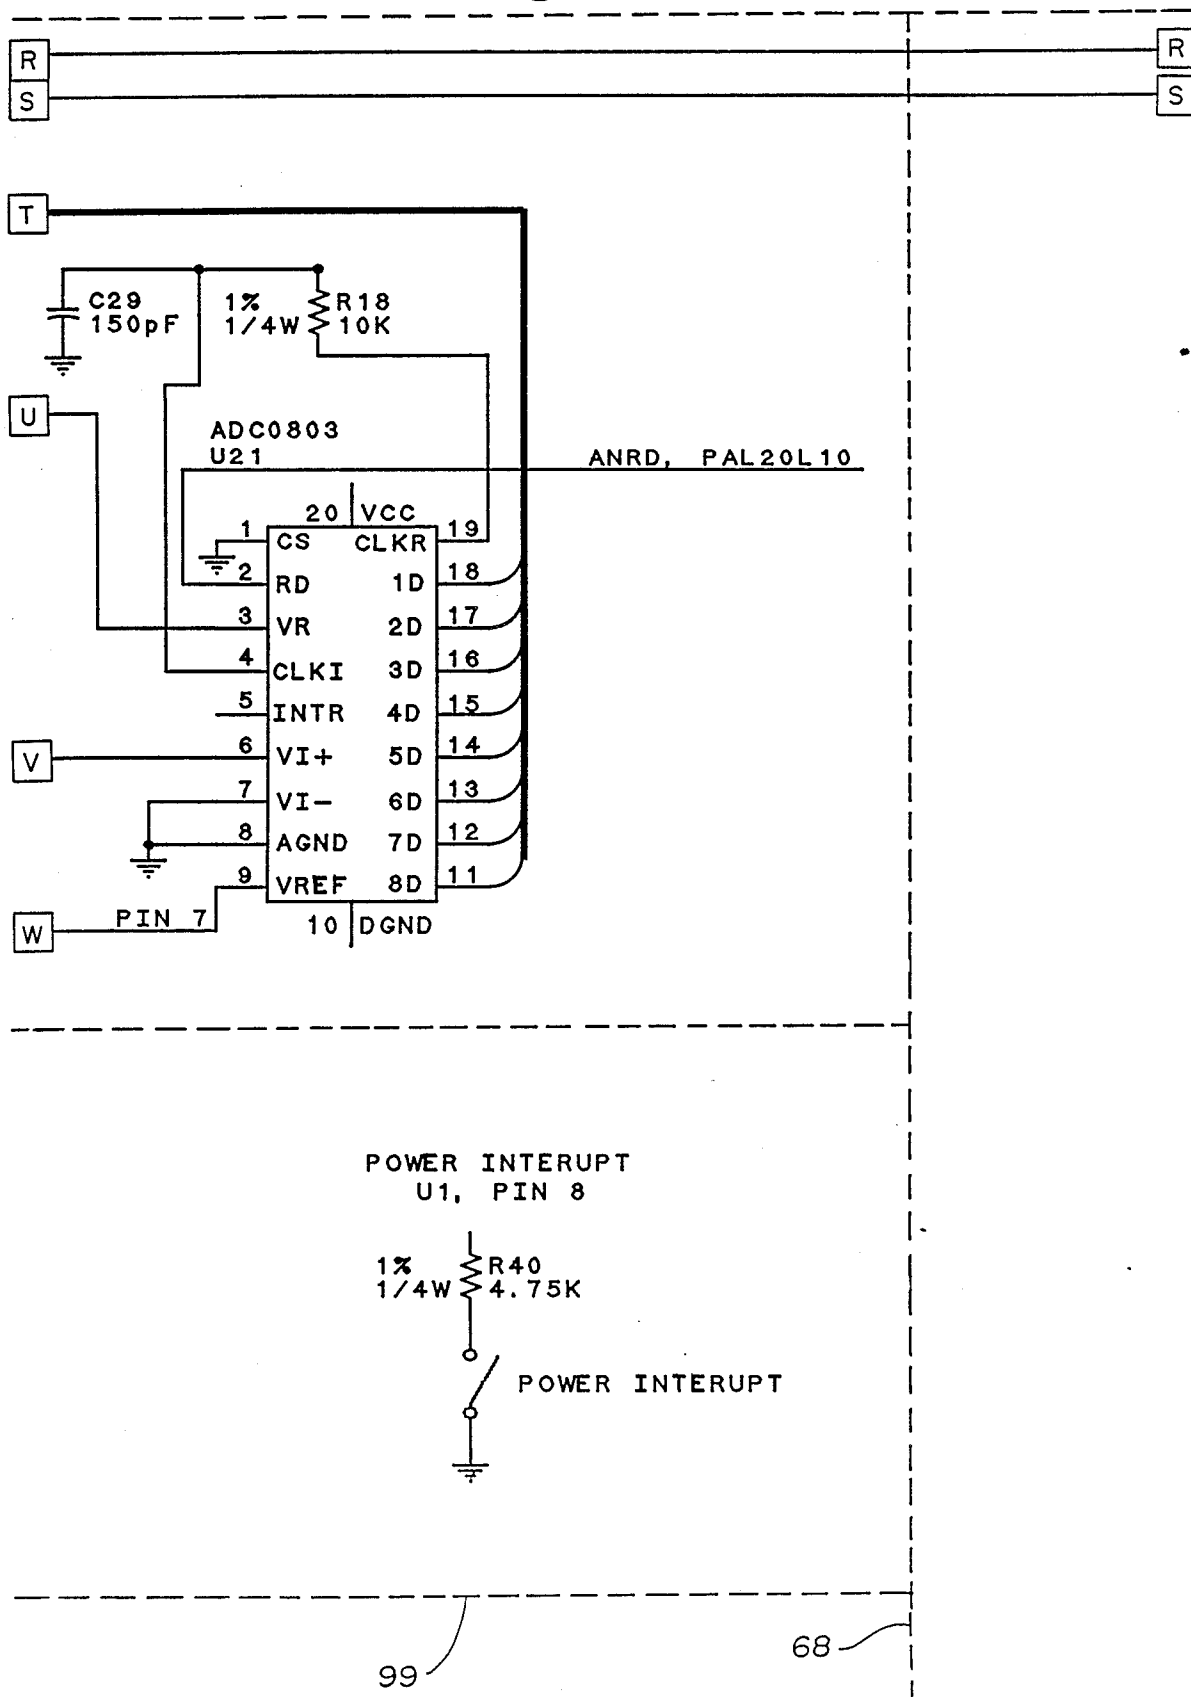 R R
S S
T
C29
150pF
1% R18
1/4W 10K
U
ADC0803
U21
ANRD, PAL20L10
20 VCC
1 CS CLKR 19
2 RD 1D 18
3 VR 2D 17
4 CLKI 3D 16
5 INTR 4D 15
V
6 VI+ 5D 14
7 VI- 6D 13
8 AGND 7D 12
9 VREF 8D 11
W PIN 7
10 DGND
POWER INTERUPT
U1, PIN 8
1% R40
1/4W 4.75K
POWER INTERUPT
99
68